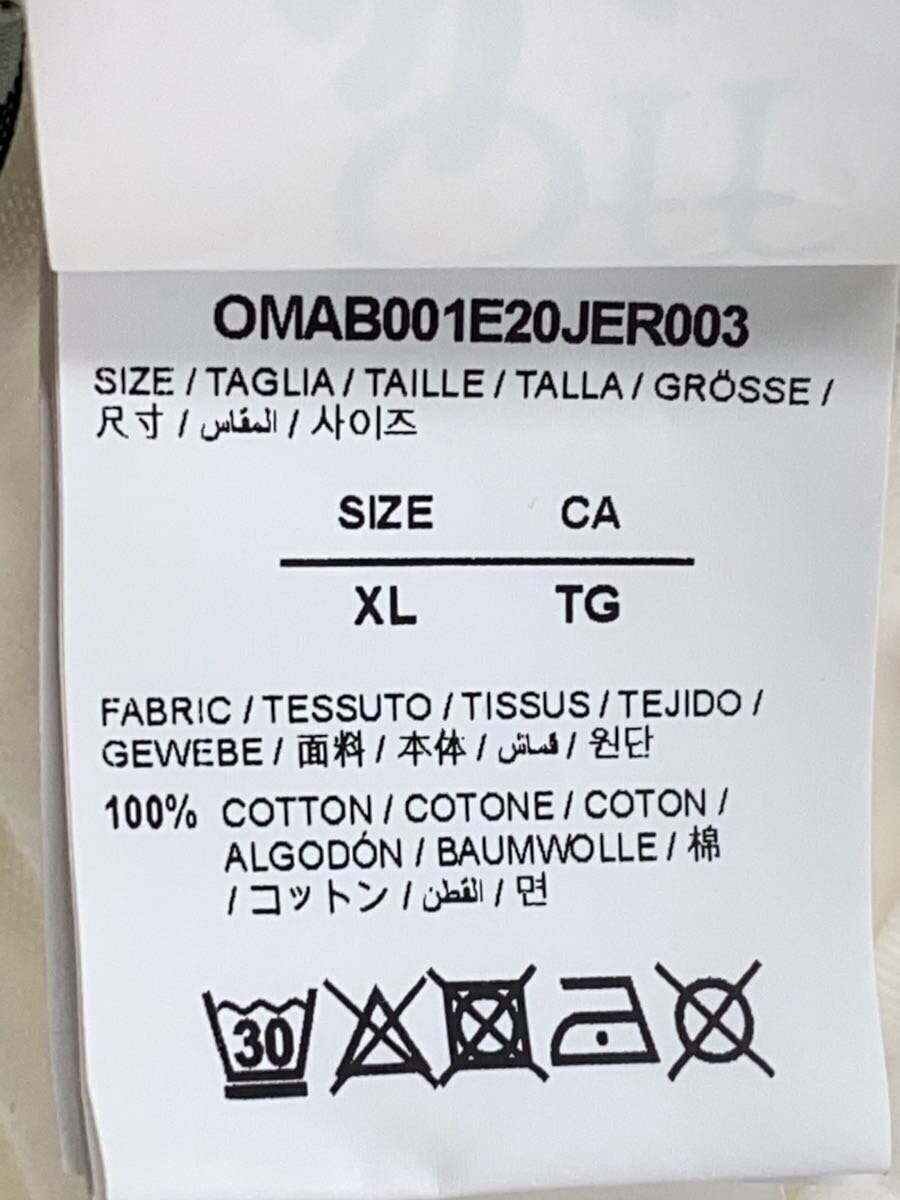 OMAB001E20JER003
SIZE / TAGLIA / TAILLE / TALLA / GRÖSSE /
尺寸 / المقاس / 사이즈
SIZE CA
XL TG
FABRIC / TESSUTO / TISSUS / TEJIDO /
GEWEBE / 面料 / 本体 / قماش / 원단
100% COTTON / COTONE / COTON /
ALGODÓN / BAUMWOLLE / 棉
/ コットン / القطن / 면
30